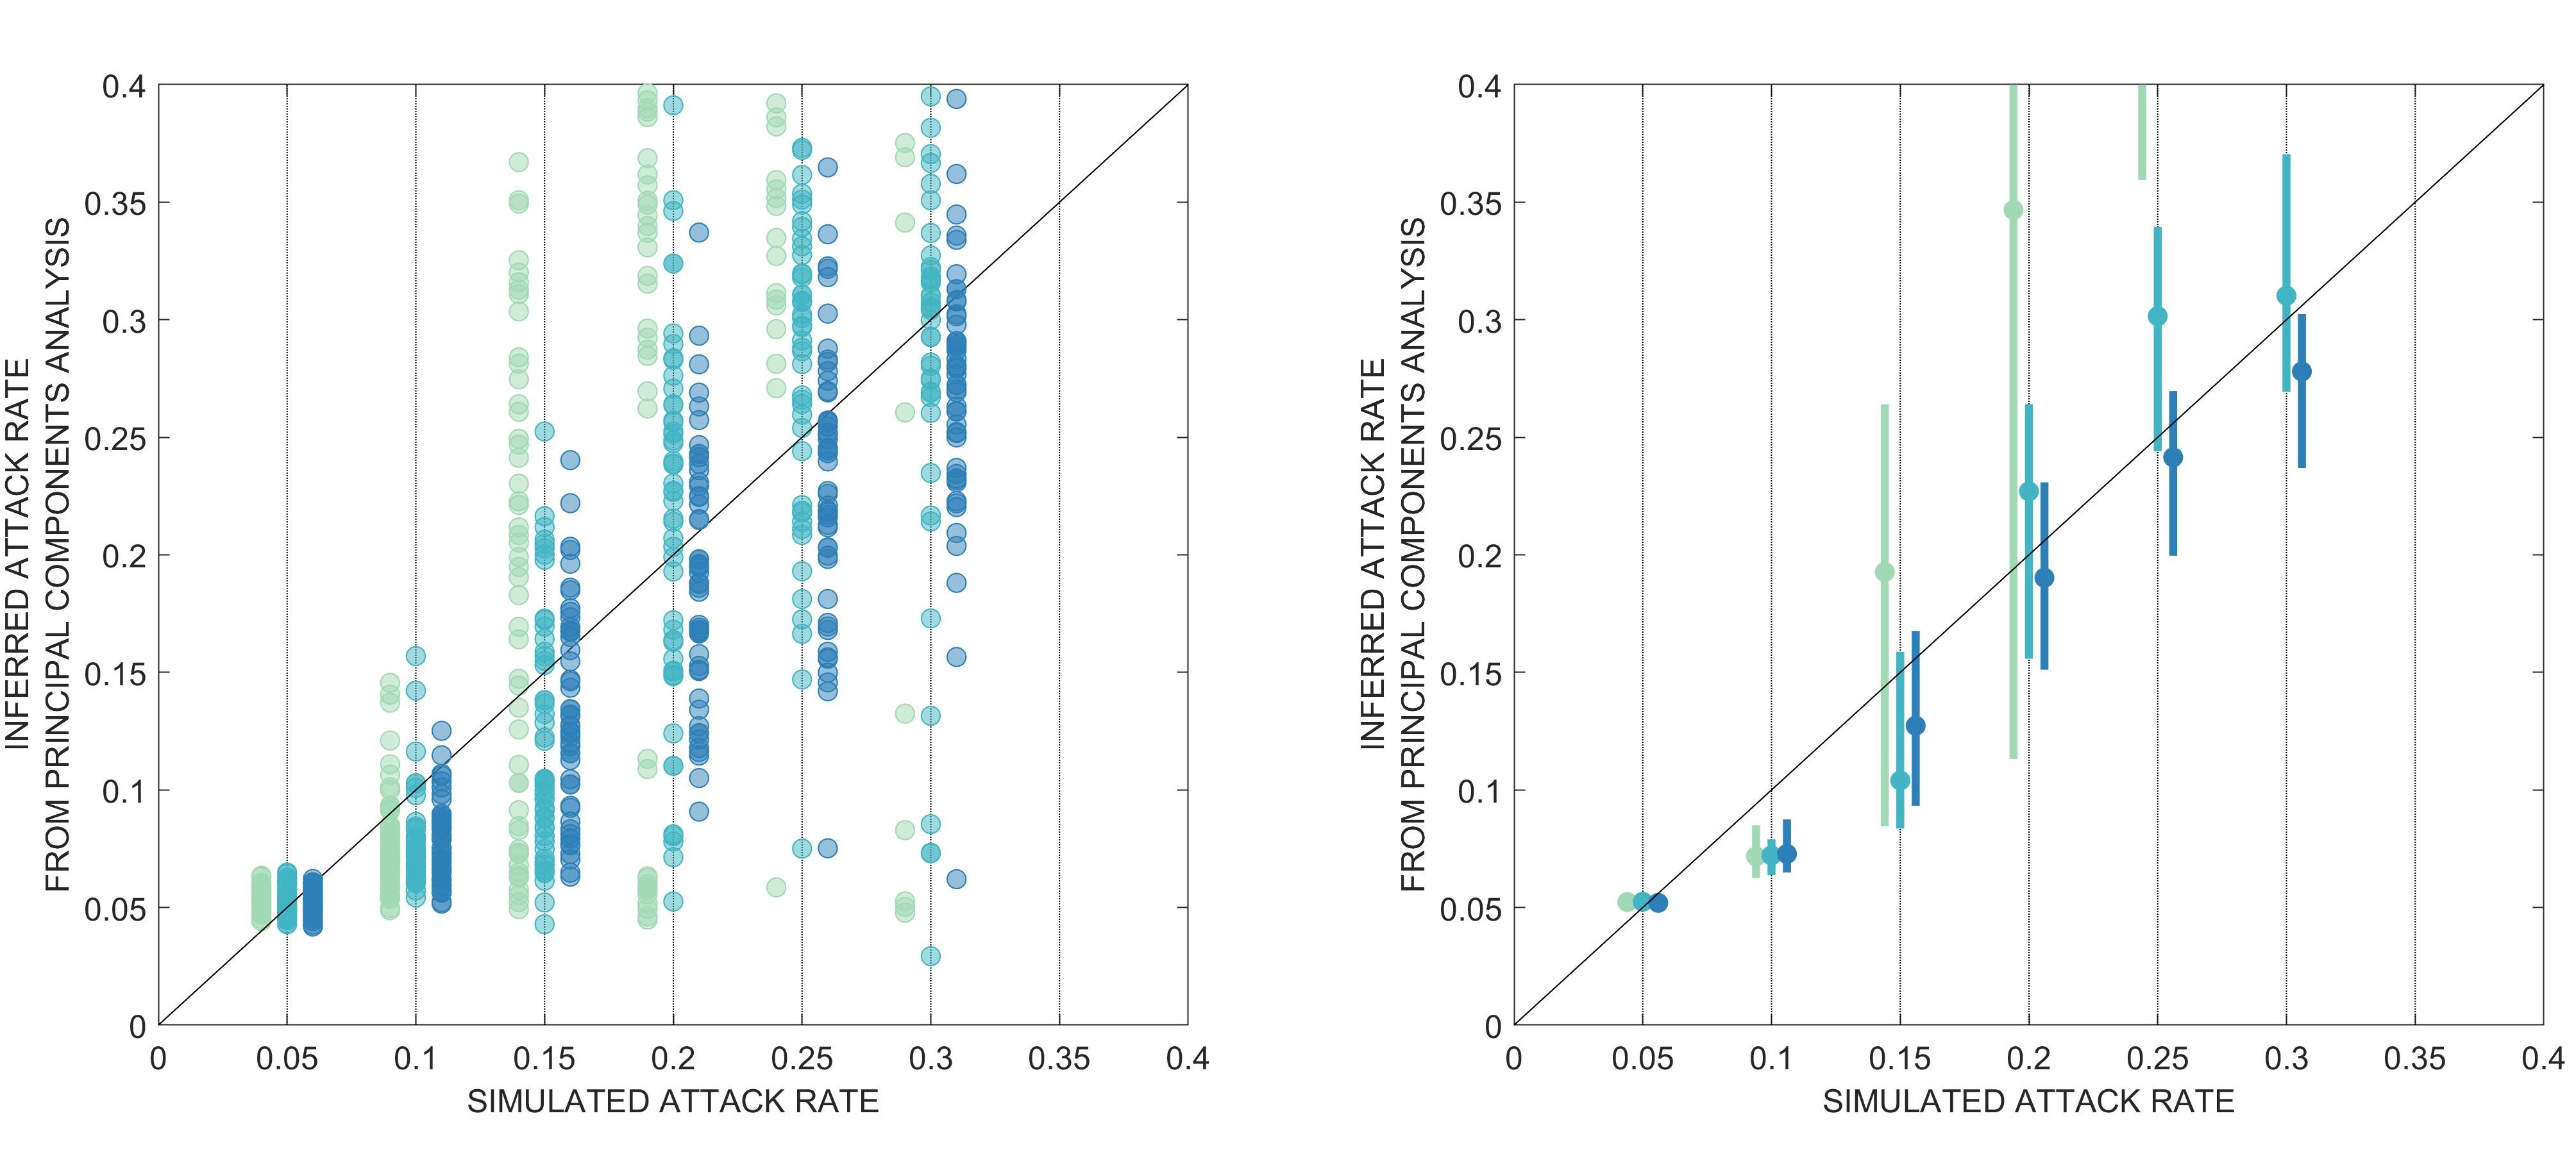 INFERRED ATTACK RATE
FROM PRINCIPAL COMPONENTS ANALYSIS
0.4
0.35
0.3
0.25
0.2
0.15
0.1
0.05
0
0 0.05 0.1 0.15 0.2 0.25 0.3 0.35 0.4
SIMULATED ATTACK RATE
INFERRED ATTACK RATE
FROM PRINCIPAL COMPONENTS ANALYSIS
0.4
0.35
0.3
0.25
0.2
0.15
0.1
0.05
0
0 0.05 0.1 0.15 0.2 0.25 0.3 0.35 0.4
SIMULATED ATTACK RATE